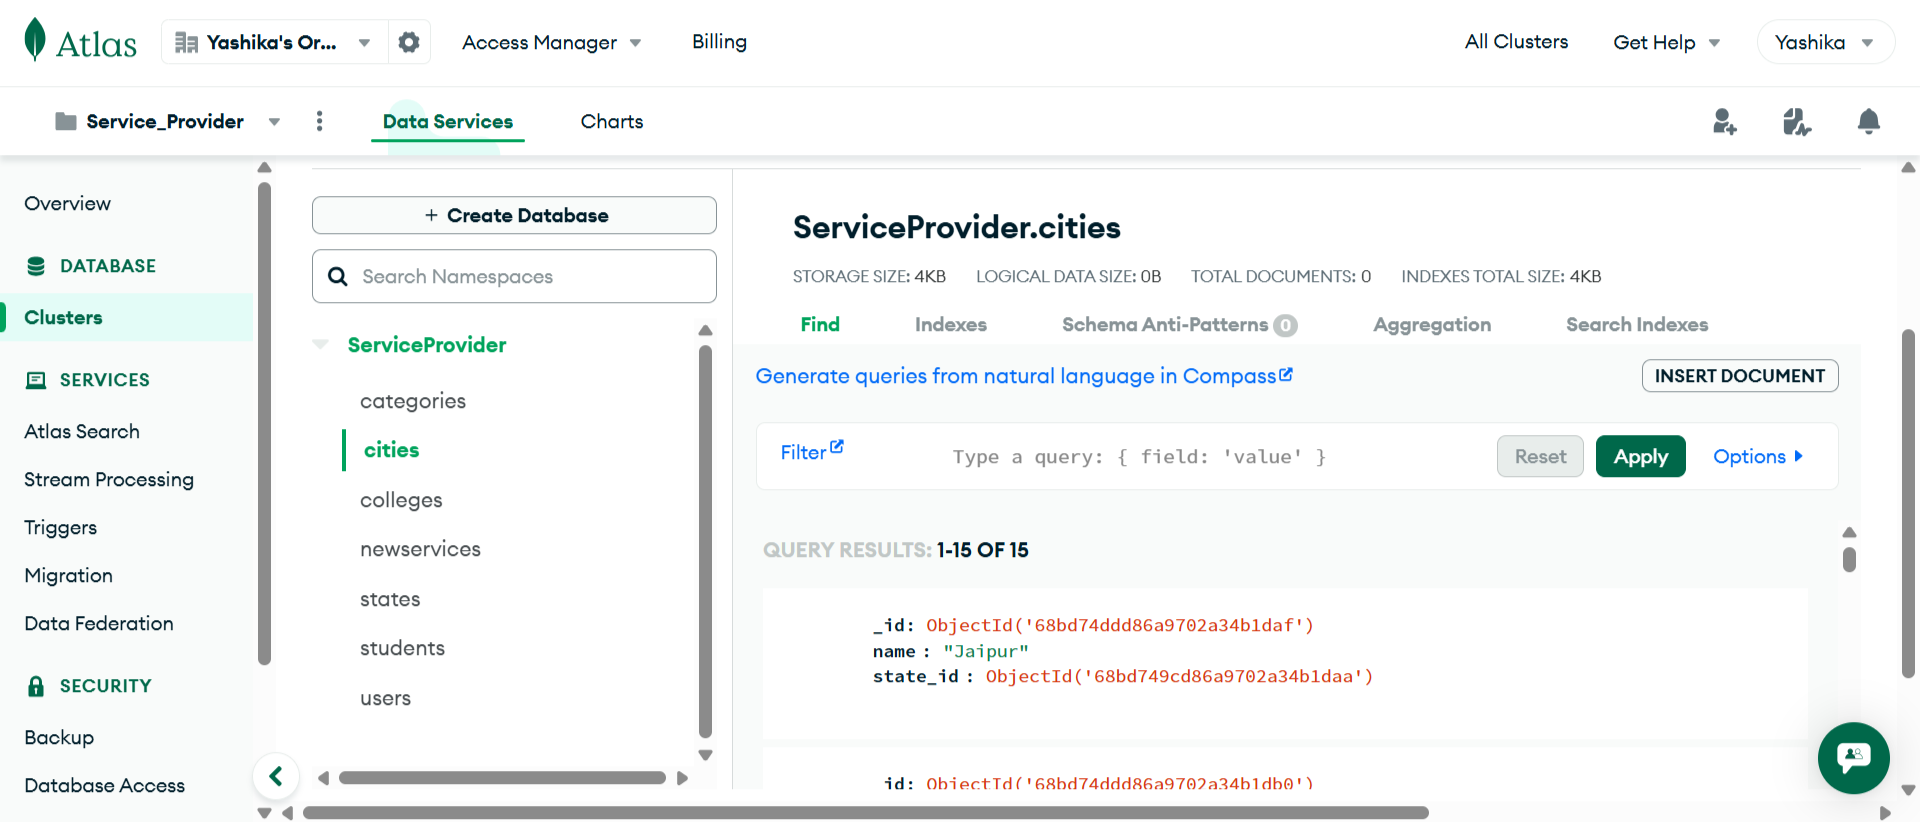 Atlas
Yashika's Or...
Access Manager
Billing
All Clusters
Get Help
Yashika
Service_Provider
Data Services
Charts
Overview
DATABASE
Clusters
SERVICES
Atlas Search
Stream Processing
Triggers
Migration
Data Federation
SECURITY
Backup
Database Access
+ Create Database
Search Namespaces
ServiceProvider
categories
cities
colleges
newservices
states
students
users
ServiceProvider.cities
STORAGE SIZE: 4KB LOGICAL DATA SIZE: 0B TOTAL DOCUMENTS: 0 INDEXES TOTAL SIZE: 4KB
Find Indexes Schema Anti-Patterns 0 Aggregation Search Indexes
Generate queries from natural language in Compass
INSERT DOCUMENT
Filter
Type a query: { field: 'value' }
Reset
Apply
Options
QUERY RESULTS: 1-15 OF 15
_id: ObjectId('68bd74ddd86a9702a34b1daf')
name : "Jaipur"
state_id : ObjectId('68bd749cd86a9702a34b1daa')
_id: ObjectId('68bd74ddd86a9702a34b1db0')